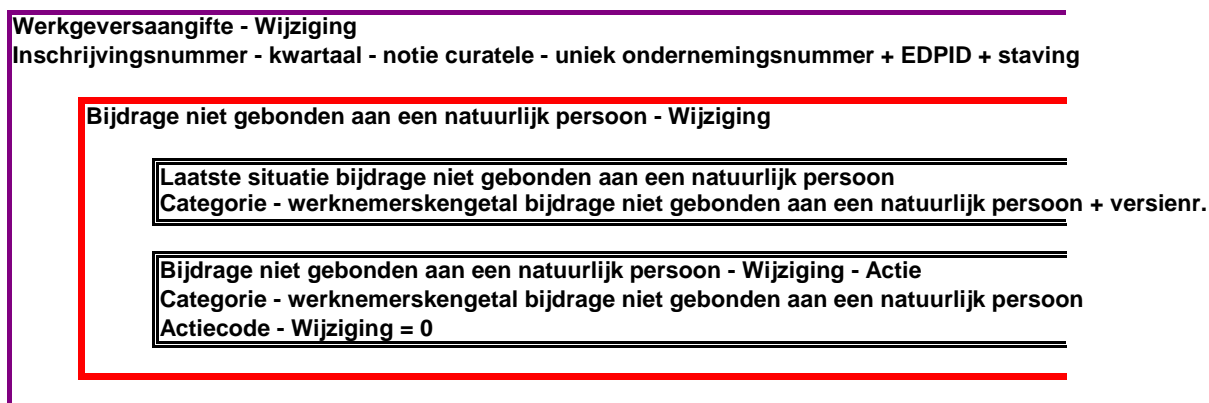 Werkgeversaangifte - Wijziging
Inschrijvingsnummer - kwartaal - notie curatele - uniek ondernemingsnummer + EDPID + staving
Bijdrage niet gebonden aan een natuurlijk persoon - Wijziging
Laatste situatie bijdrage niet gebonden aan een natuurlijk persoon
Categorie - werknemerskengetal bijdrage niet gebonden aan een natuurlijk persoon + versienr.
Bijdrage niet gebonden aan een natuurlijk persoon - Wijziging - Actie
Categorie - werknemerskengetal bijdrage niet gebonden aan een natuurlijk persoon
Actiecode - Wijziging = 0